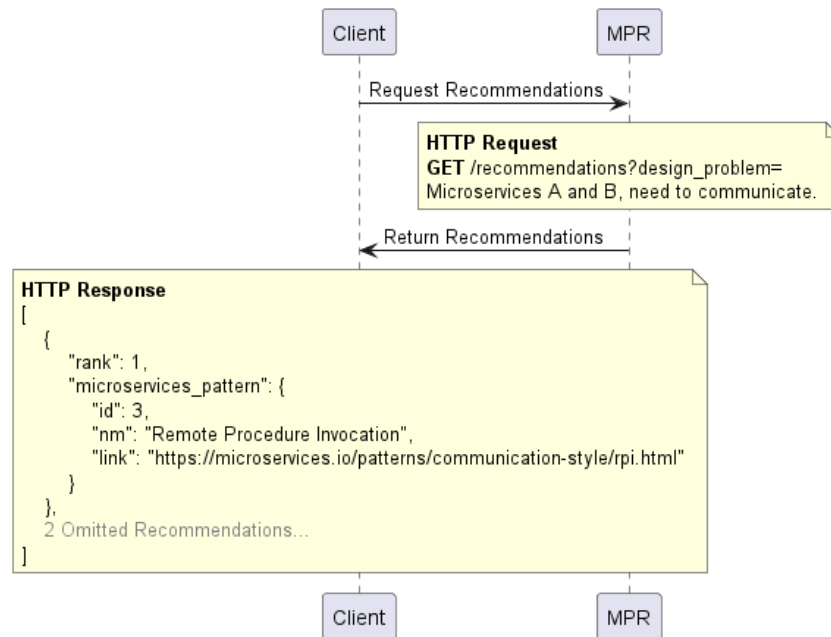 Client MPR
Request Recommendations
HTTP Request
GET /recommendations?design_problem=
Microservices A and B, need to communicate.
Return Recommendations
HTTP Response
[
{
"rank": 1,
"microservices_pattern": {
"id": 3,
"nm": "Remote Procedure Invocation",
"link": "https://microservices.io/patterns/communication-style/rpi.html"
}
},
2 Omitted Recommendations...
]
Client MPR